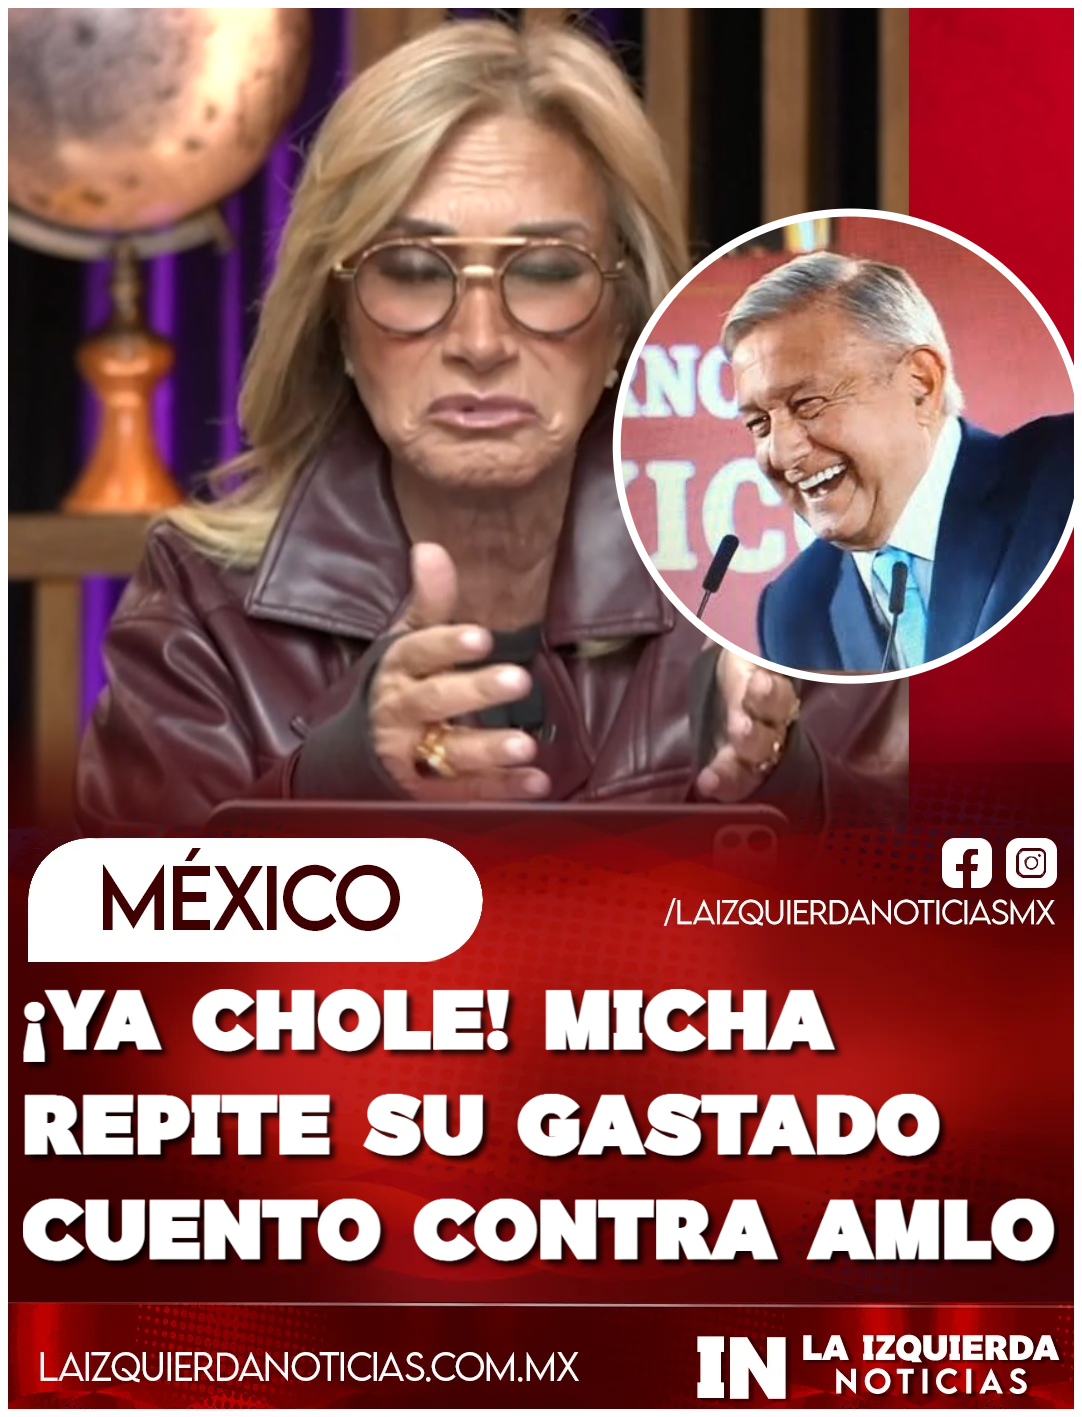 MÉXICO
/LAIZQUIERDANOTICIASMX
¡YA CHOLE! MICHA
REPITE SU GASTADO
CUENTO CONTRA AMLO
LAIZQUIERDANOTICIAS.COM.MX
IN
LA IZQUIERDA
NOTICIAS